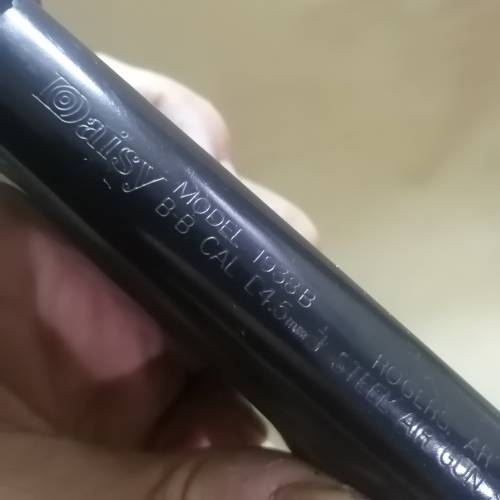 Daisy
MODEL 1938B
B-B CAL [4.5mm]
ROGERS, AR
STEEL AIR GUN